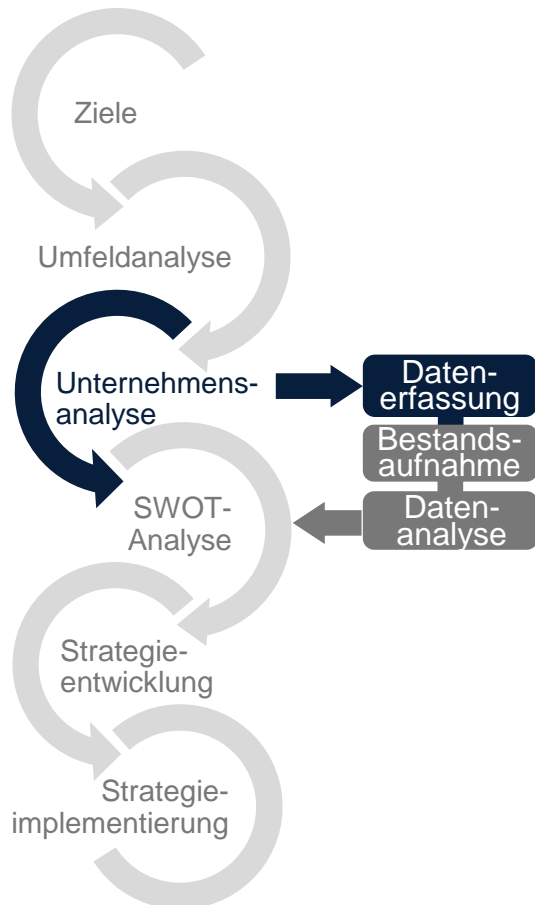 Ziele
Umfeldanalyse
Unternehmens-
analyse
Daten-
erfassung
Bestands-
aufnahme
Daten-
analyse
SWOT-
Analyse
Strategie-
entwicklung
Strategie-
implementierung